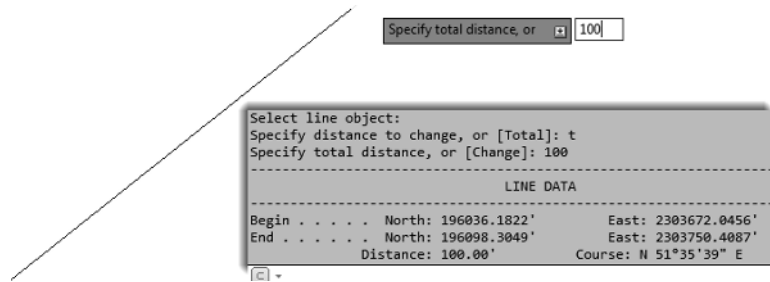 Specify total distance, or 100
Select line object:
Specify distance to change, or [Total]: t
Specify total distance, or [Change]: 100
--------------------------------------------------------------------------
LINE DATA
--------------------------------------------------------------------------
Begin . . . . . North: 196036.1822' East: 2303672.0456'
End . . . . . . North: 196098.3049' East: 2303750.4087'
Distance: 100.00' Course: N 51°35'39" E